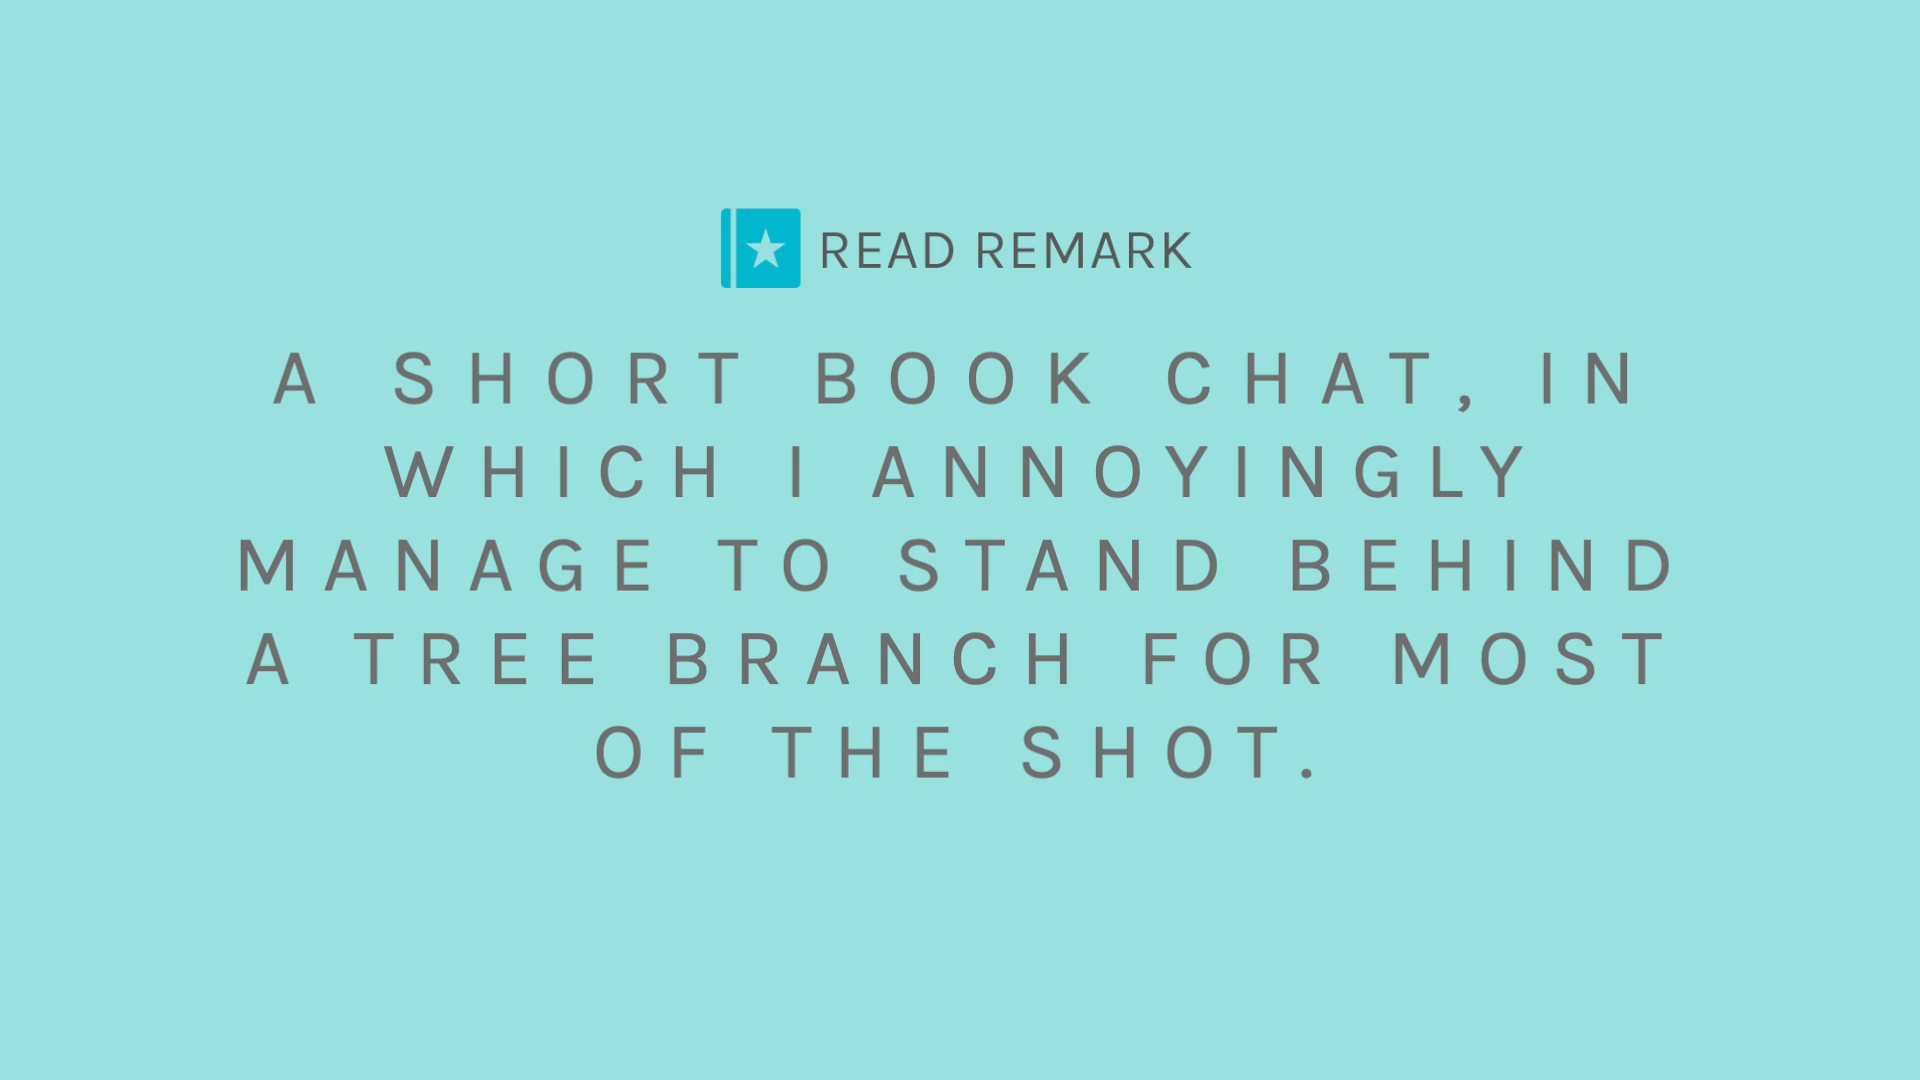 READ REMARK
A SHORT BOOK CHAT, IN
WHICH I ANNOYINGLY
MANAGE TO STAND BEHIND
A TREE BRANCH FOR MOST
OF THE SHOT.